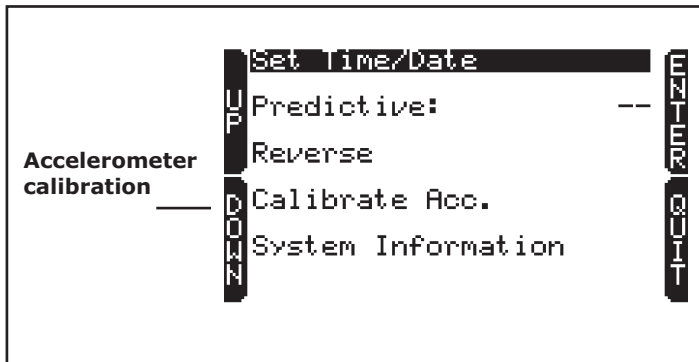 Set Time/Date
UP
Predictive: --
ENTER
Reverse
Accelerometer
calibration
DOWN
Calibrate Acc.
QUIT
System Information